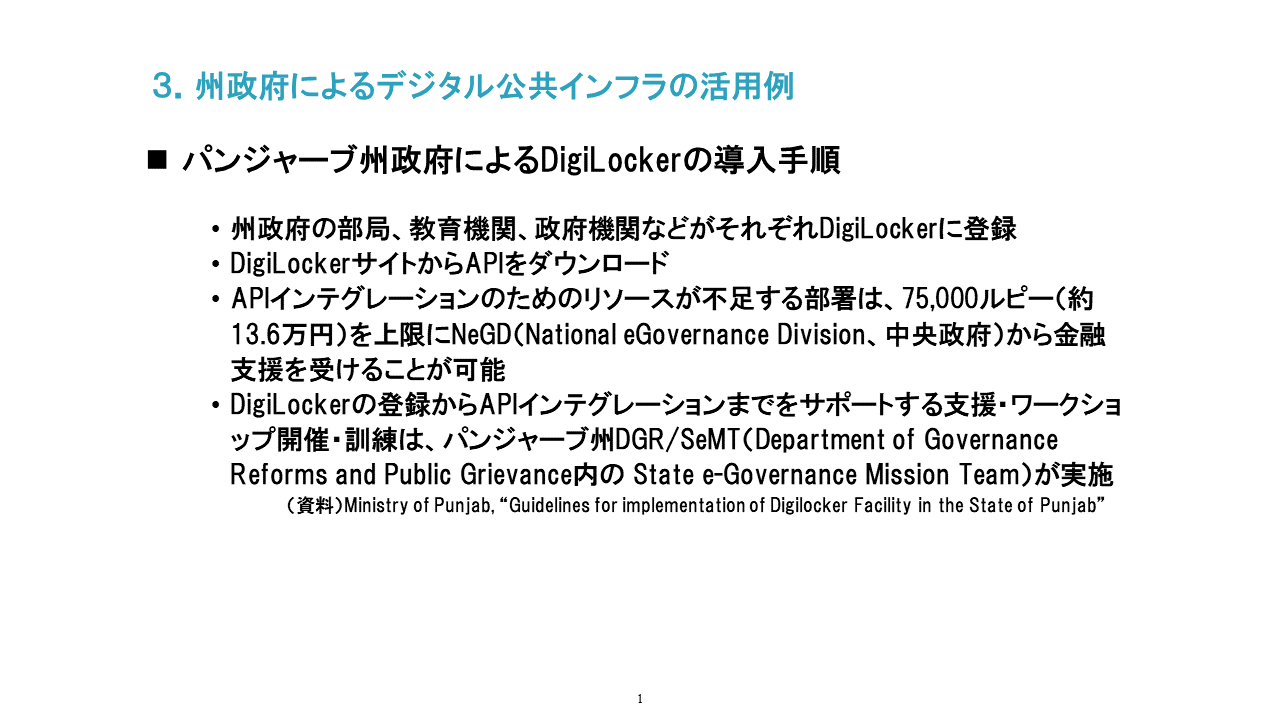 3．州政府によるデジタル公共インフラの活用例
■ パンジャーブ州政府によるDigiLockerの導入手順
• 州政府の部局、教育機関、政府機関などがそれぞれDigiLockerに登録
• DigiLockerサイトからAPIをダウンロード
• APIインテグレーションのためのリソースが不足する部署は、75,000ルピー（約
13.6万円）を上限にNeGD（National eGovernance Division、中央政府）から金融
支援を受けることが可能
• DigiLockerの登録からAPIインテグレーションまでをサポートする支援・ワークショ
ップ開催・訓練は、パンジャーブ州DGR/SeMT（Department of Governance
Reforms and Public Grievance内の State e-Governance Mission Team）が実施
（資料）Ministry of Punjab, “Guidelines for implementation of Digilocker Facility in the State of Punjab”
1